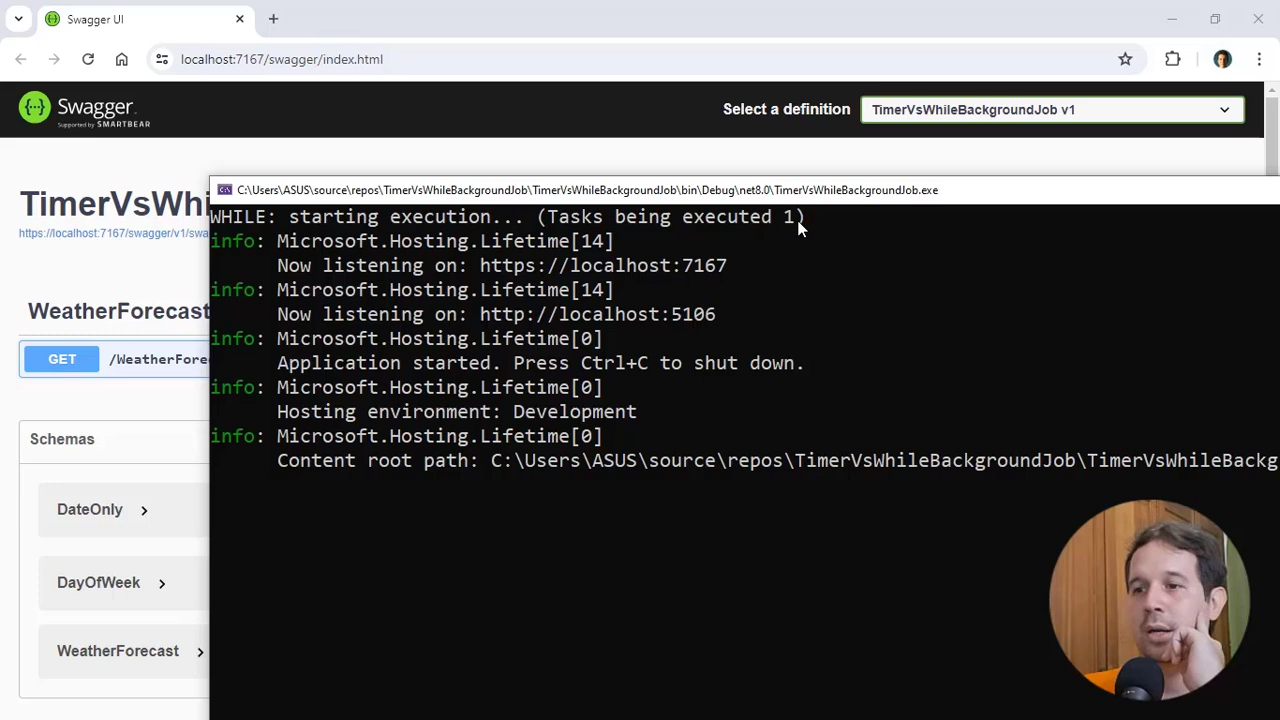 Swagger UI
localhost:7167/swagger/index.html
Swagger
Supported by SMARTBEAR
Select a definition
TimerVsWhileBackgroundJob v1
TimerVsWhi
https://localhost:7167/swagger/v1/swa
C:\Users\ASUS\source\repos\TimerVsWhileBackgroundJob\TimerVsWhileBackgroundJob\bin\Debug\net8.0\TimerVsWhileBackgroundJob.exe
WHILE: starting execution... (Tasks being executed 1)
info: Microsoft.Hosting.Lifetime[14]
Now listening on: https://localhost:7167
info: Microsoft.Hosting.Lifetime[14]
Now listening on: http://localhost:5106
info: Microsoft.Hosting.Lifetime[0]
Application started. Press Ctrl+C to shut down.
info: Microsoft.Hosting.Lifetime[0]
Hosting environment: Development
info: Microsoft.Hosting.Lifetime[0]
Content root path: C:\Users\ASUS\source\repos\TimerVsWhileBackgroundJob\TimerVsWhileBackg
WeatherForecast
GET /WeatherFore
Schemas
DateOnly
DayOfWeek
WeatherForecast